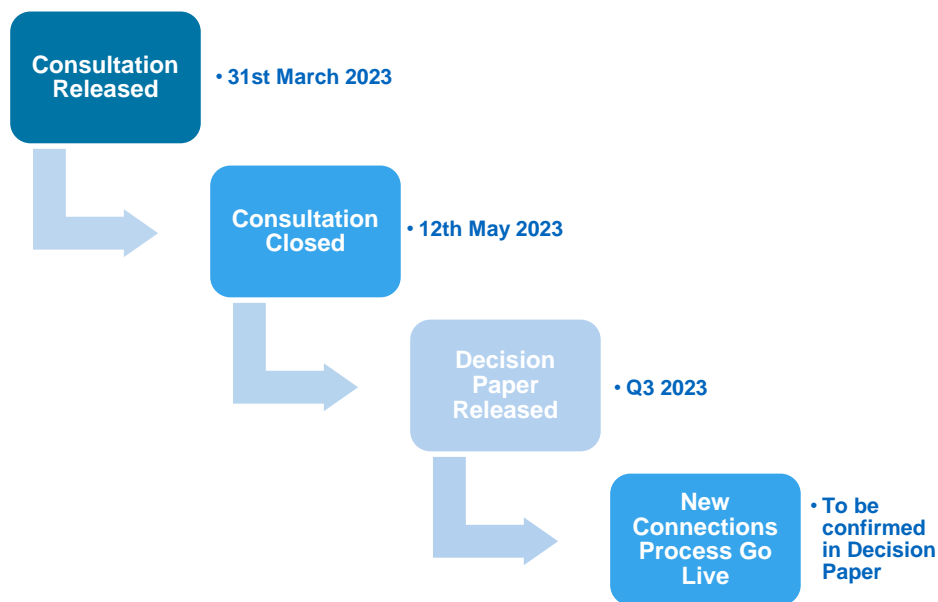 Consultation
Released
• 31st March 2023
Consultation
Closed
• 12th May 2023
Decision
Paper
Released
• Q3 2023
New
Connections
Process Go
Live
• To be
confirmed
in Decision
Paper